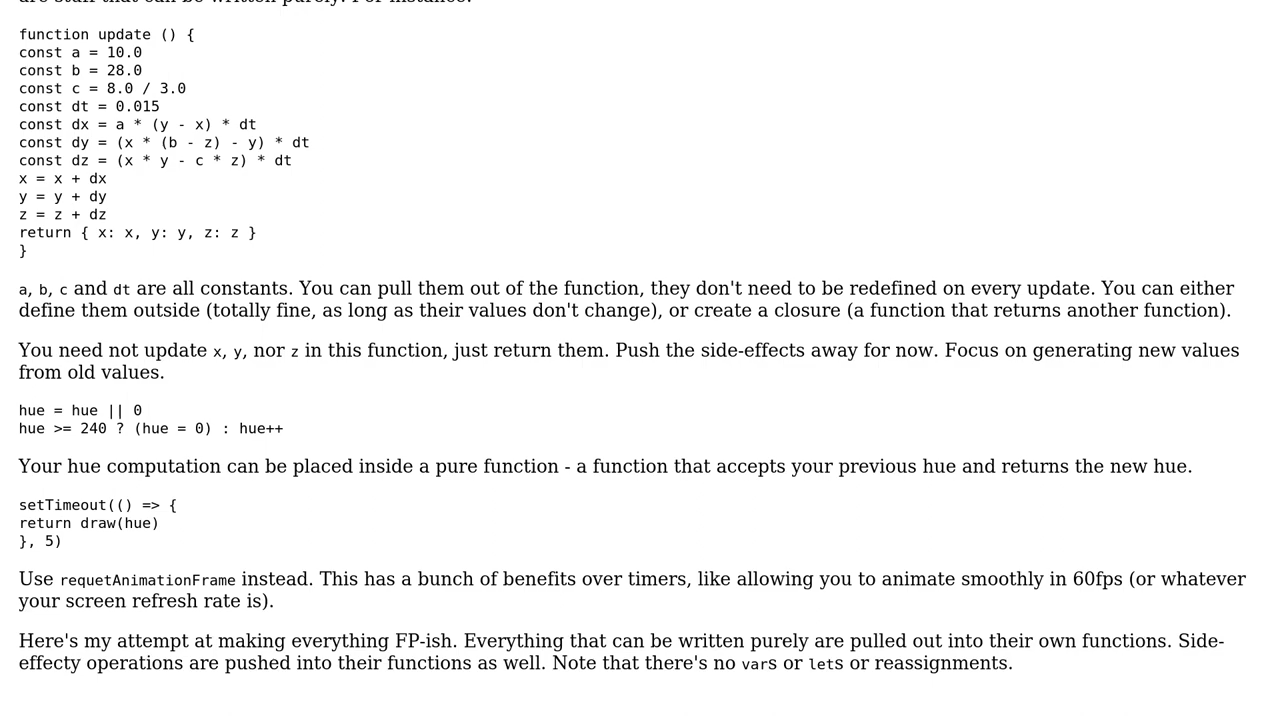 are stuff that can be written purely. For instance:
function update () {
const a = 10.0
const b = 28.0
const c = 8.0 / 3.0
const dt = 0.015
const dx = a * (y - x) * dt
const dy = (x * (b - z) - y) * dt
const dz = (x * y - c * z) * dt
x = x + dx
y = y + dy
z = z + dz
return { x: x, y: y, z: z }
}
a, b, c and dt are all constants. You can pull them out of the function, they don't need to be redefined on every update. You can either
define them outside (totally fine, as long as their values don't change), or create a closure (a function that returns another function).
You need not update x, y, nor z in this function, just return them. Push the side-effects away for now. Focus on generating new values
from old values.
hue = hue || 0
hue >= 240 ? (hue = 0) : hue++
Your hue computation can be placed inside a pure function - a function that accepts your previous hue and returns the new hue.
setTimeout(() => {
return draw(hue)
}, 5)
Use requetAnimationFrame instead. This has a bunch of benefits over timers, like allowing you to animate smoothly in 60fps (or whatever
your screen refresh rate is).
Here's my attempt at making everything FP-ish. Everything that can be written purely are pulled out into their own functions. Side-
effecty operations are pushed into their functions as well. Note that there's no vars or lets or reassignments.